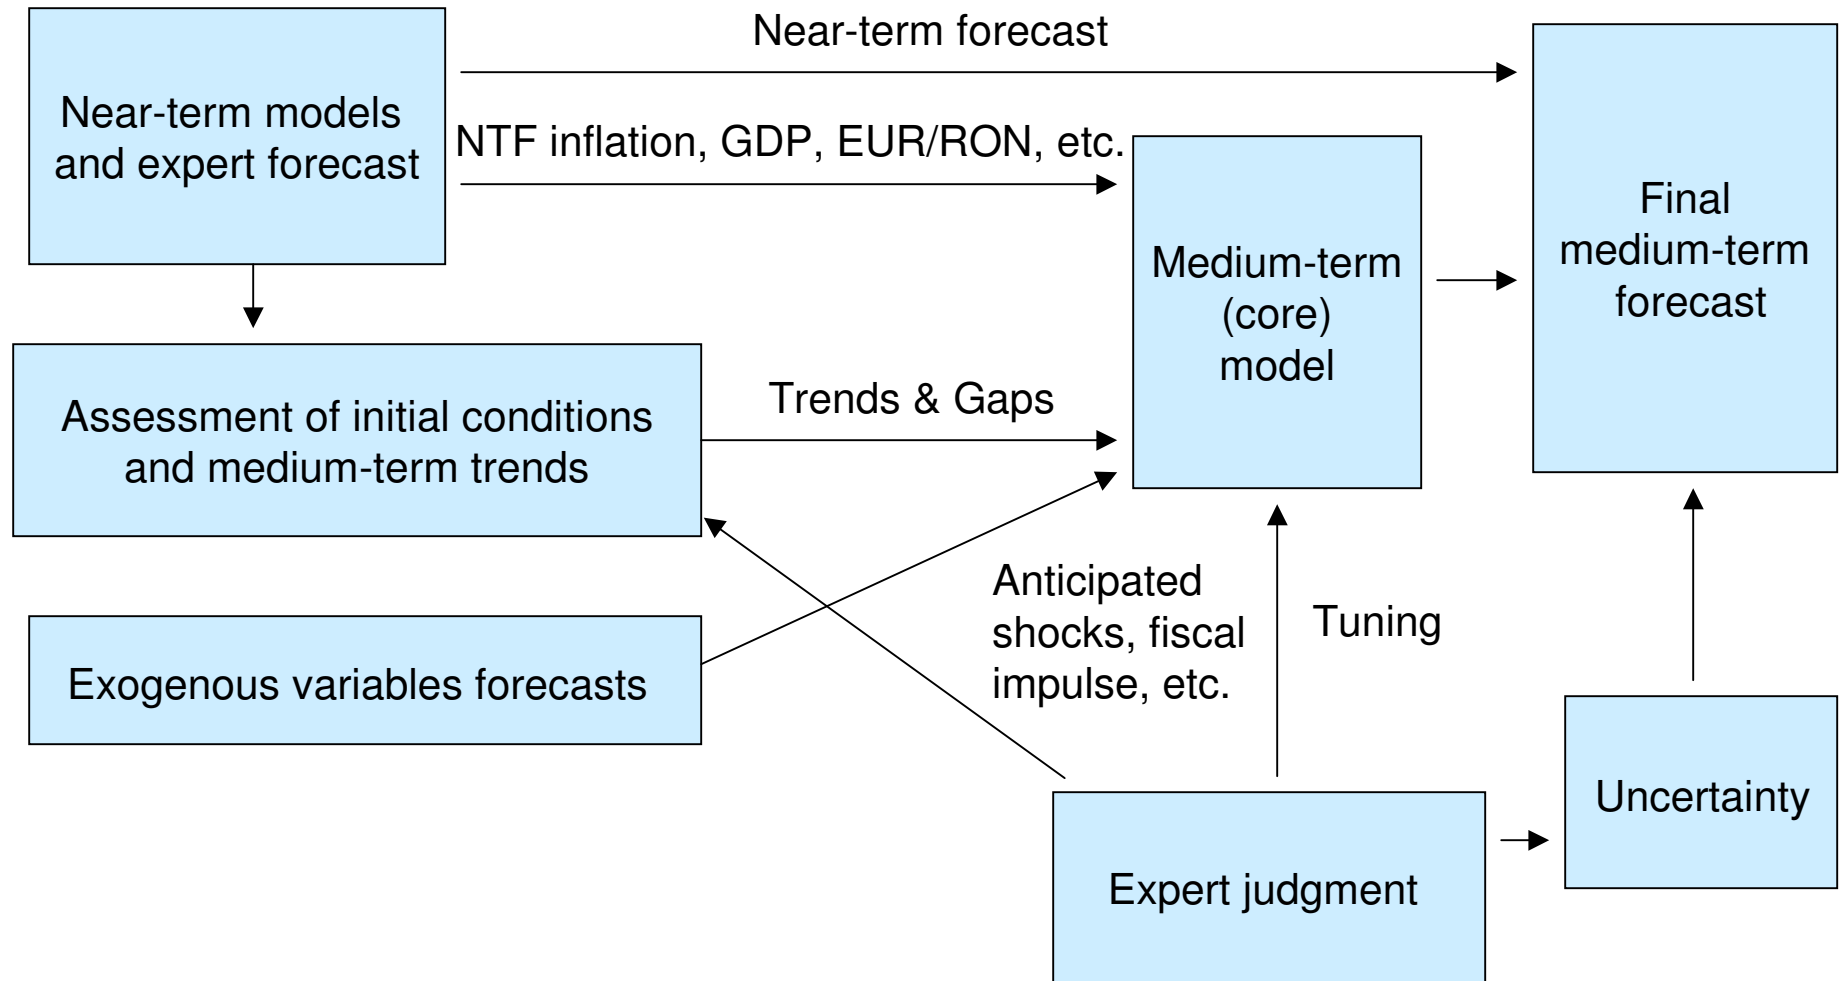 Near-term forecast
Near-term models
and expert forecast
NTF inflation, GDP, EUR/RON, etc.
Final
medium-term
forecast
Medium-term
(core)
model
Trends & Gaps
Assessment of initial conditions
and medium-term trends
Anticipated
shocks, fiscal
impulse, etc.
Tuning
Exogenous variables forecasts
Uncertainty
Expert judgment